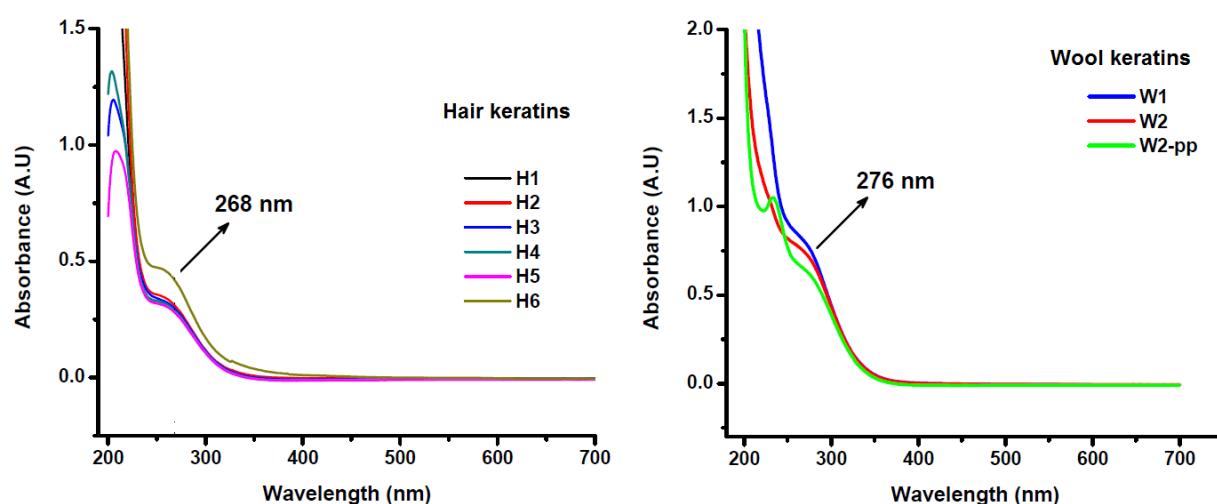 1.5
1.0
0.5
0.0
Absorbance (A.U)
Hair keratins
H1
H2
H3
H4
H5
H6
268 nm
200 300 400 500 600 700
Wavelength (nm)
2.0
1.5
1.0
0.5
0.0
Absorbance (A.U)
Wool keratins
W1
W2
W2-pp
276 nm
200 300 400 500 600 700
Wavelength (nm)